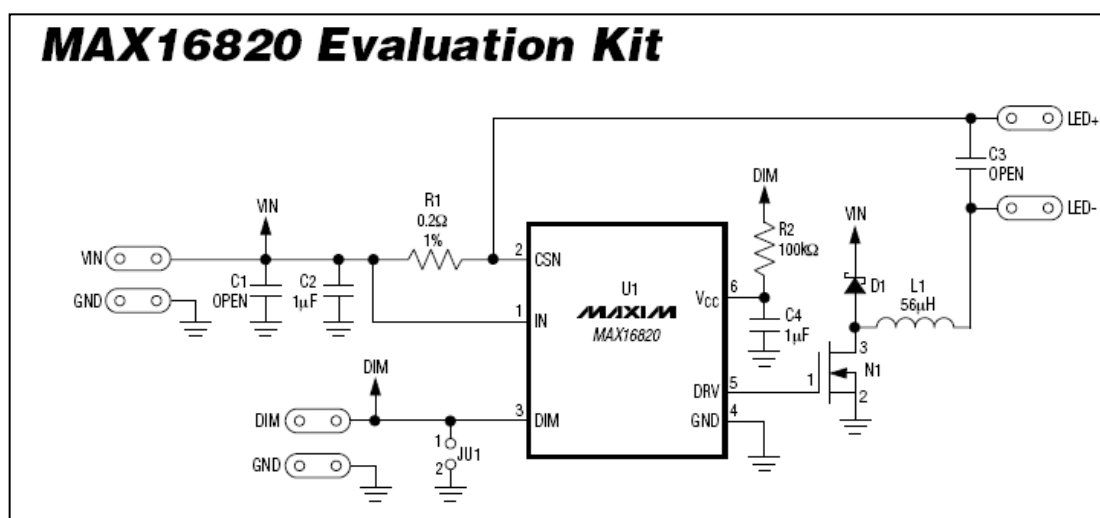 MAX16820 Evaluation Kit
LED+
C3
OPEN
LED-
DIM
R2
100kΩ
VIN
D1
L1
56µH
R1
0.2Ω
1%
VIN
VIN
GND
C1
OPEN
C2
1µF
2
CSN
1
IN
U1
MAXIM
MAX16820
VCC
6
C4
1µF
DRV
5
GND
4
1
3
N1
2
DIM
DIM
3
DIM
GND
1
2
JU1